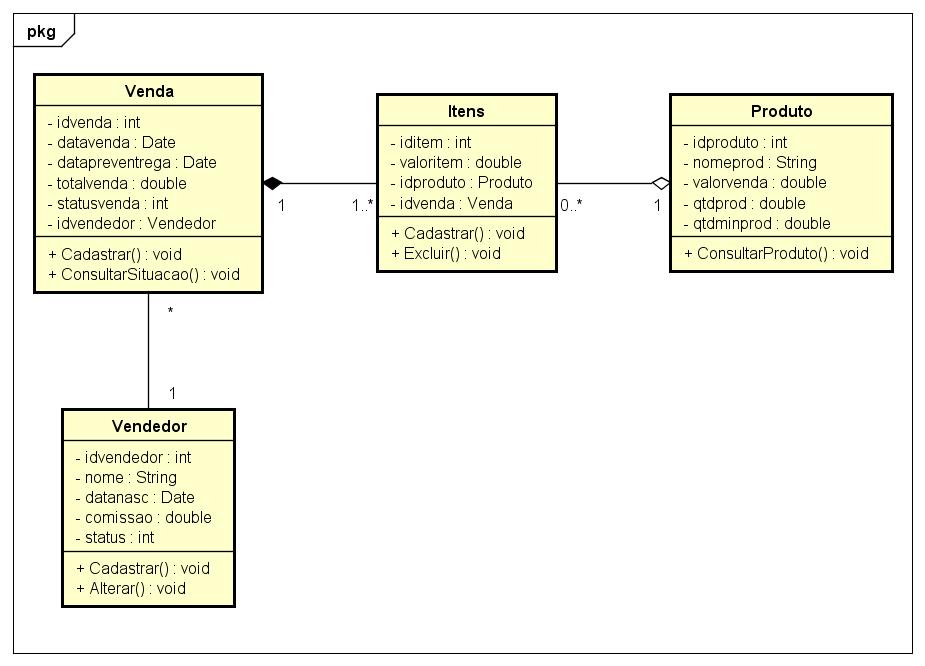 pkg
Venda
- idvenda : int
- datavenda : Date
- datapreventrega : Date
- totalvenda : double
- statusvenda : int
- idvendedor : Vendedor
+ Cadastrar() : void
+ ConsultarSituacao() : void
1
1..*
Itens
- iditem : int
- valoritem : double
- idproduto : Produto
- idvenda : Venda
+ Cadastrar() : void
+ Excluir() : void
0..*
1
Produto
- idproduto : int
- nomeprod : String
- valorvenda : double
- qtdprod : double
- qtdminprod : double
+ ConsultarProduto() : void
*
1
Vendedor
- idvendedor : int
- nome : String
- datanasc : Date
- comissao : double
- status : int
+ Cadastrar() : void
+ Alterar() : void